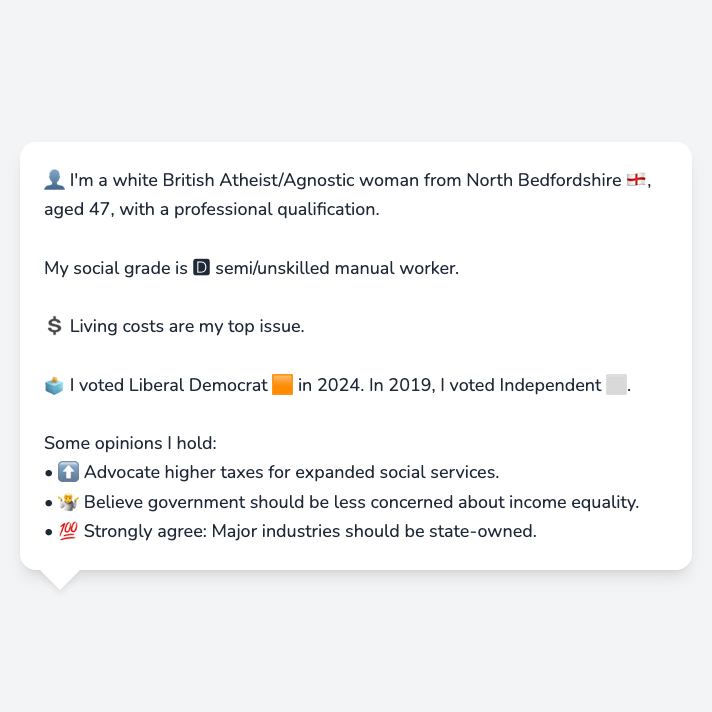 👤 I'm a white British Atheist/Agnostic woman from North Bedfordshire 🏴󠁧󠁢󠁥󠁮󠁧󠁿,
aged 47, with a professional qualification.
My social grade is 🅳 semi/unskilled manual worker.
💲 Living costs are my top issue.
🗳️ I voted Liberal Democrat 🟧 in 2024. In 2019, I voted Independent ⬜.
Some opinions I hold:
• ⬆️ Advocate higher taxes for expanded social services.
• 🤷 Believe government should be less concerned about income equality.
• 💯 Strongly agree: Major industries should be state-owned.